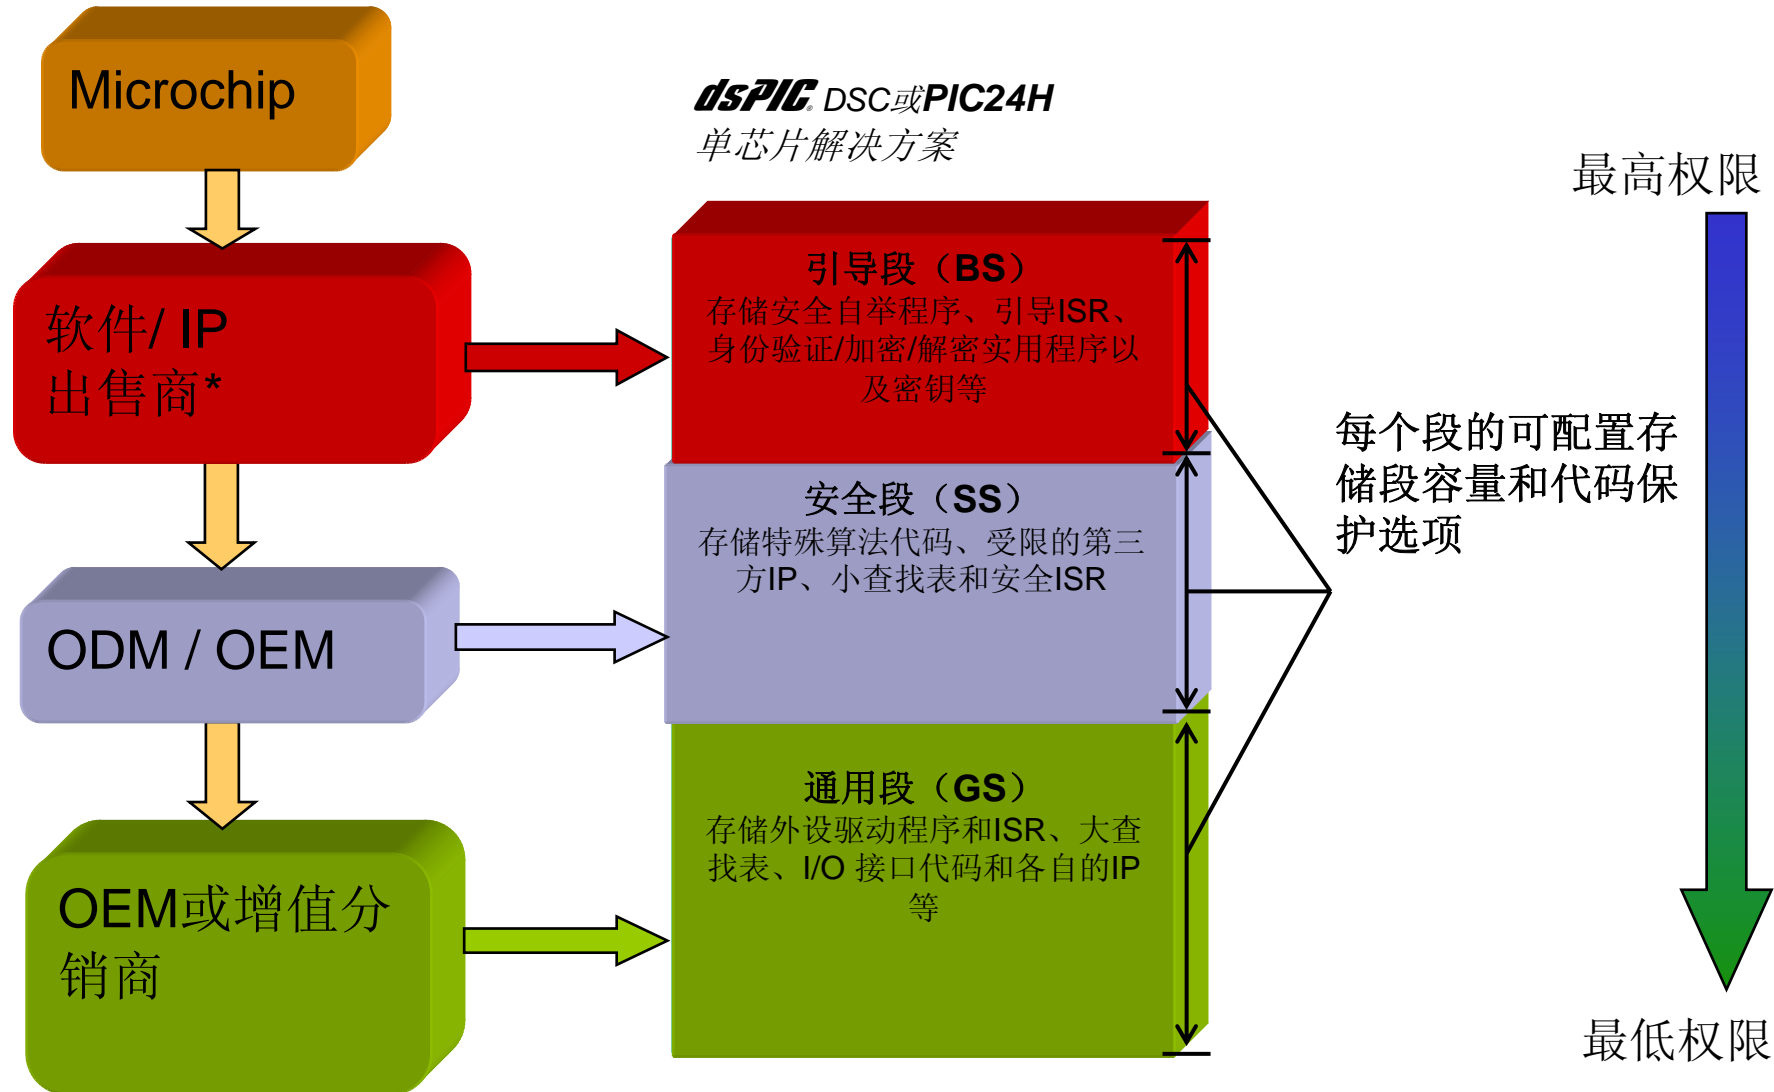 Microchip
dsPIC® DSC或PIC24H
单芯片解决方案
最高权限
软件/ IP
出售商*
引导段（BS）
存储安全自举程序、引导ISR、
身份验证/加密/解密实用程序以
及密钥等
每个段的可配置存
储段容量和代码保
护选项
ODM / OEM
安全段（SS）
存储特殊算法代码、受限的第三
方IP、小查找表和安全ISR
OEM或增值分
销商
通用段（GS）
存储外设驱动程序和ISR、大查
找表、I/O 接口代码和各自的IP
等
最低权限